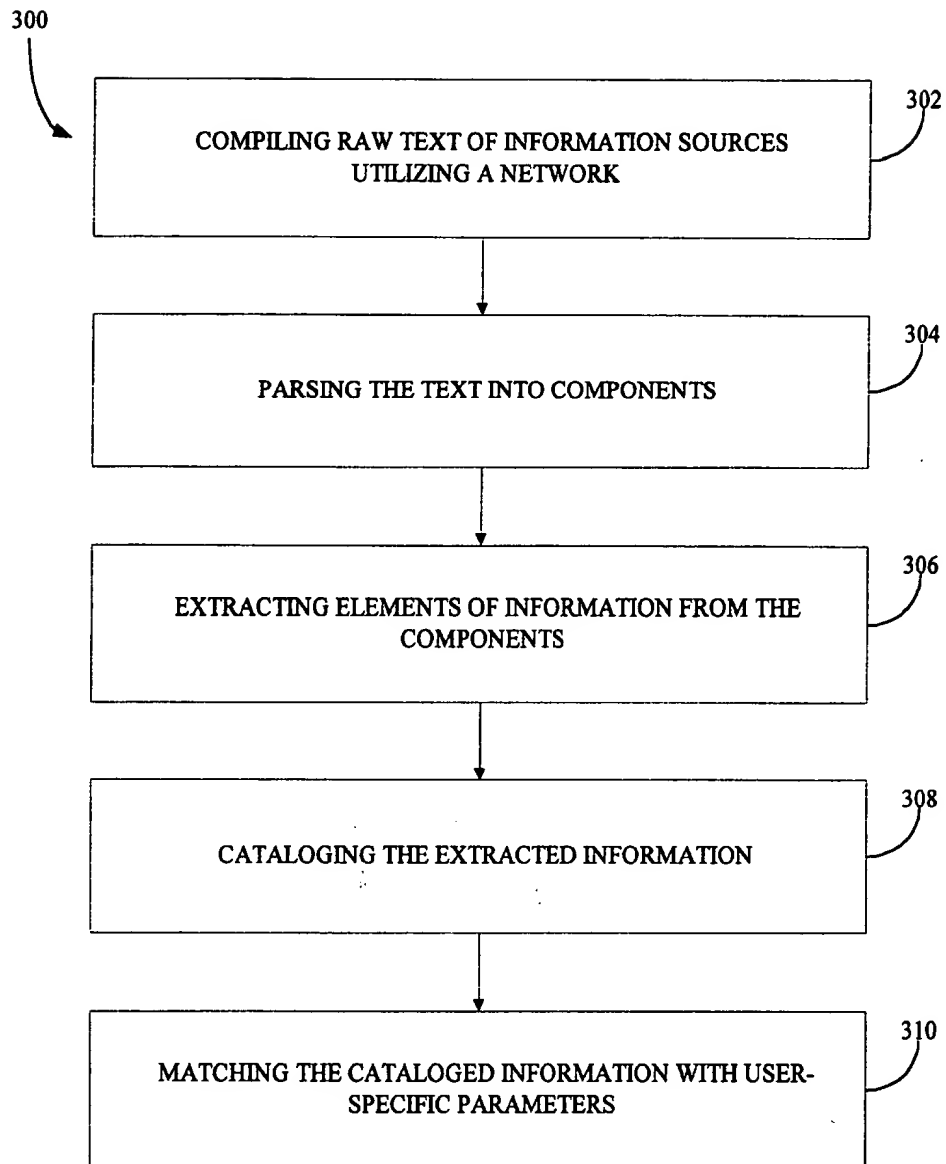 300
302
COMPILING RAW TEXT OF INFORMATION SOURCES
UTILIZING A NETWORK
304
PARSING THE TEXT INTO COMPONENTS
306
EXTRACTING ELEMENTS OF INFORMATION FROM THE
COMPONENTS
308
CATALOGING THE EXTRACTED INFORMATION
310
MATCHING THE CATALOGED INFORMATION WITH USER-
SPECIFIC PARAMETERS